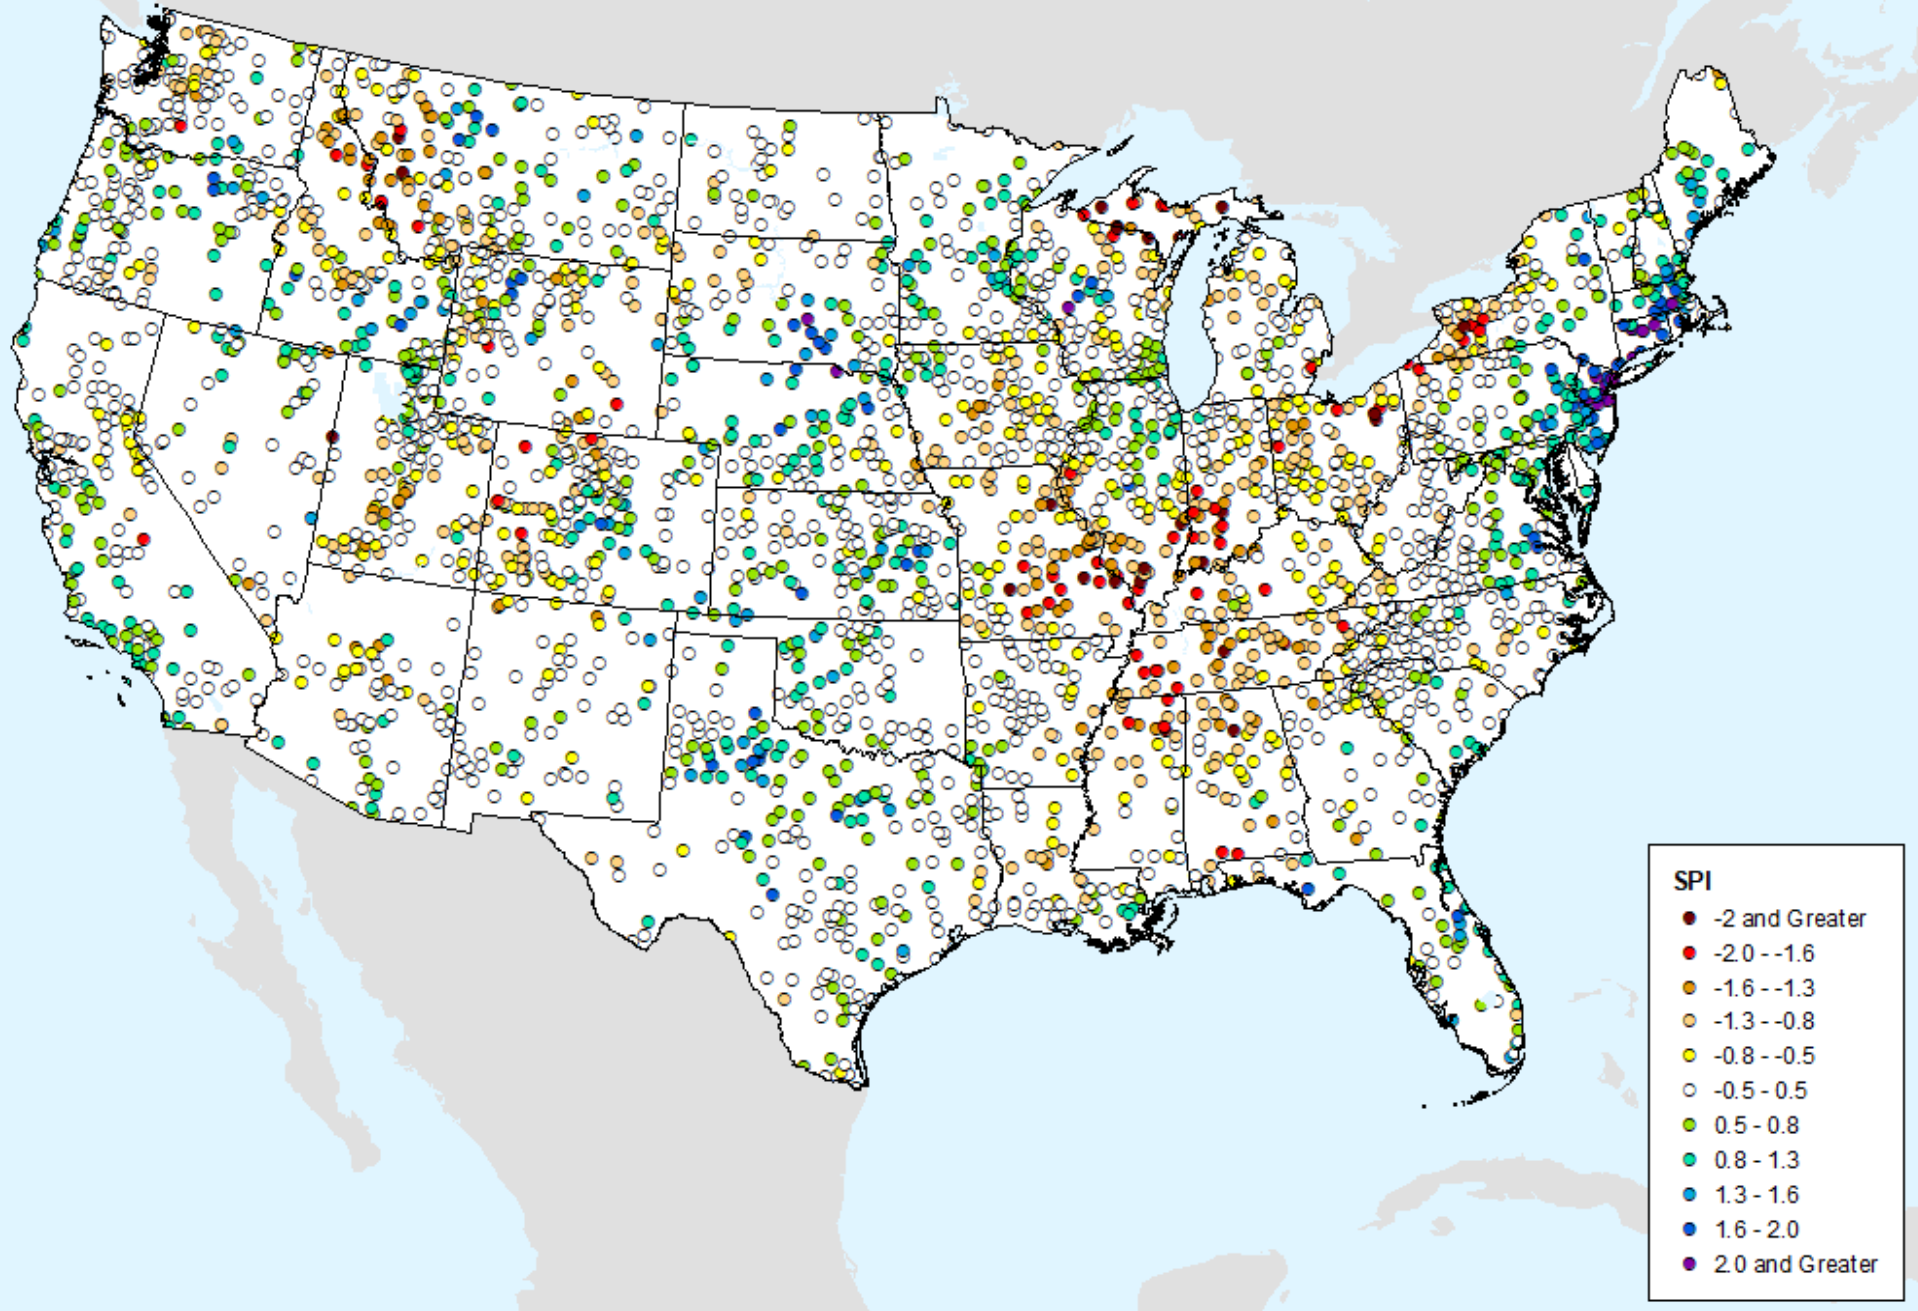 SPI
-2 and Greater
-2.0 - -1.6
-1.6 - -1.3
-1.3 - -0.8
-0.8 - -0.5
-0.5 - 0.5
0.5 - 0.8
0.8 - 1.3
1.3 - 1.6
1.6 - 2.0
2.0 and Greater